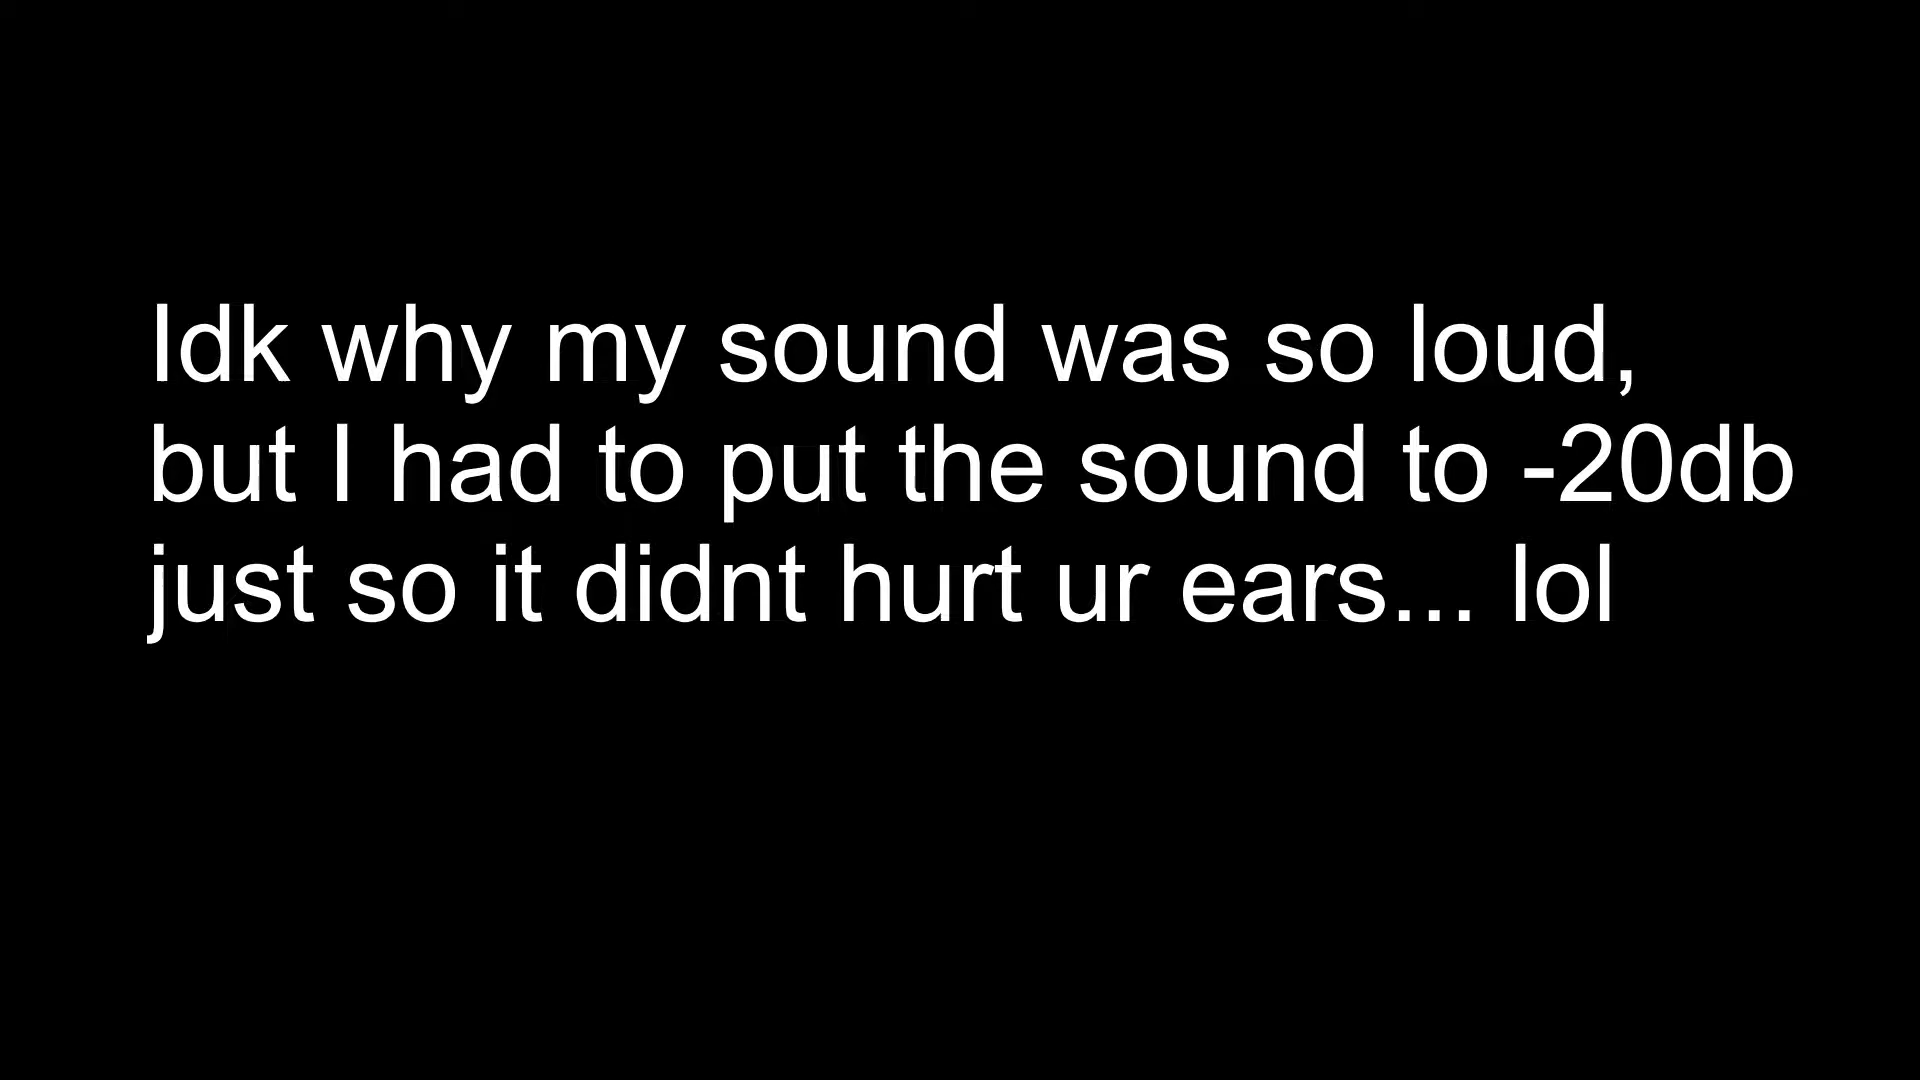 Idk why my sound was so loud,
but I had to put the sound to -20db
just so it didnt hurt ur ears... lol